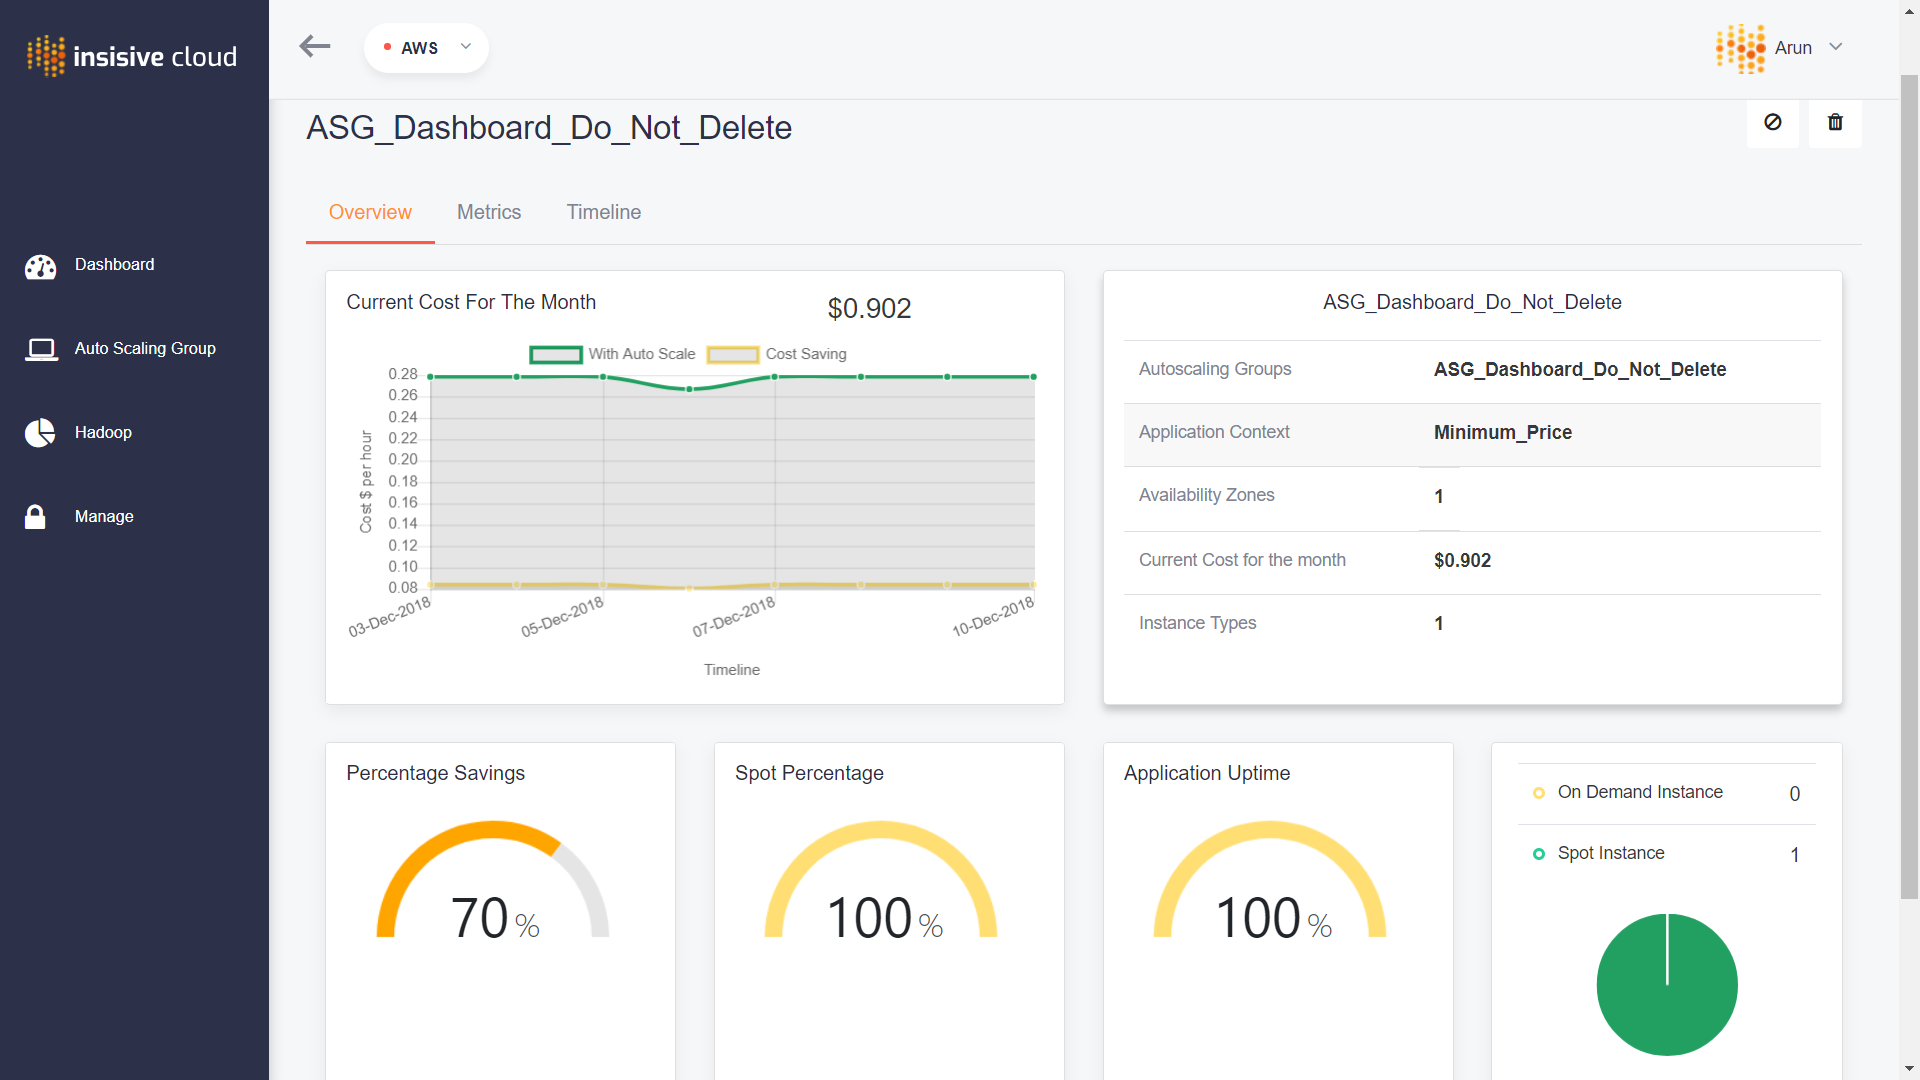 insisive cloud
AWS
Arun
ASG_Dashboard_Do_Not_Delete
Overview Metrics Timeline
Dashboard
Auto Scaling Group
Hadoop
Manage
Current Cost For The Month $0.902
With Auto Scale Cost Saving
0.28
0.26
0.24
0.22
0.20
0.18
0.16
0.14
0.12
0.10
0.08
Cost $ per hour
03-Dec-2018 05-Dec-2018 07-Dec-2018 10-Dec-2018
Timeline
ASG_Dashboard_Do_Not_Delete
Autoscaling Groups ASG_Dashboard_Do_Not_Delete
Application Context Minimum_Price
Availability Zones 1
Current Cost for the month $0.902
Instance Types 1
Percentage Savings
70 %
Spot Percentage
100 %
Application Uptime
100 %
On Demand Instance 0
Spot Instance 1